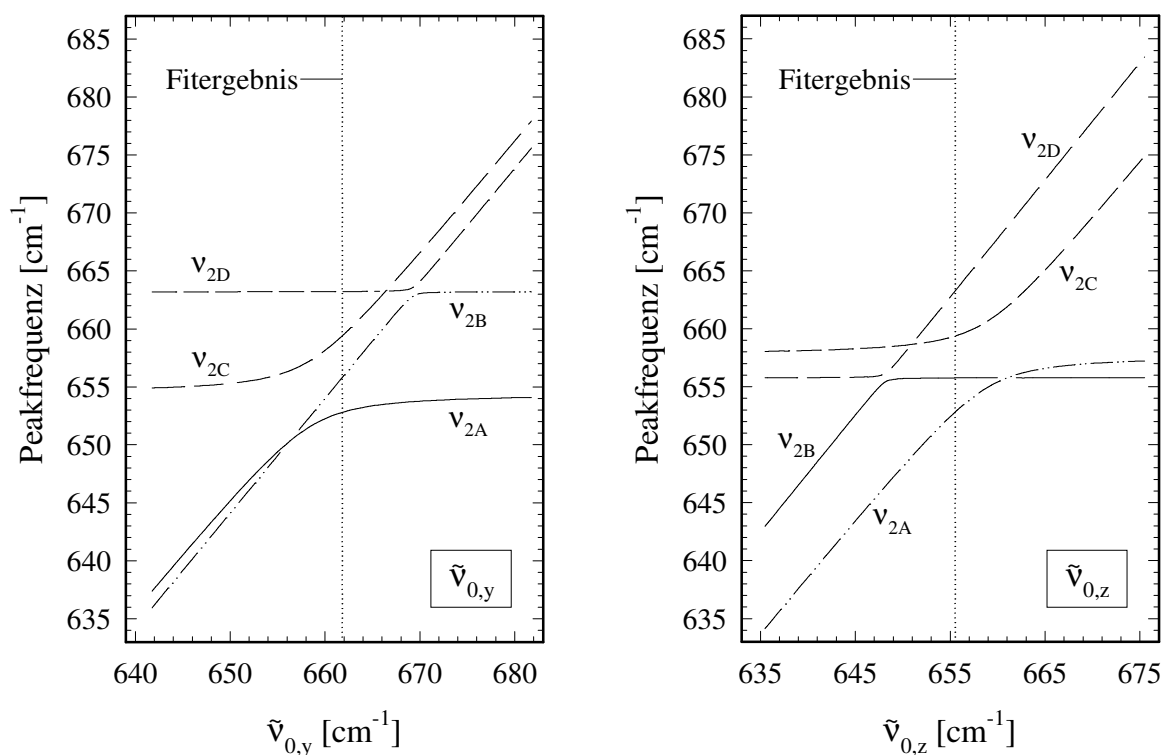 Peakfrequenz [cm⁻¹]
685
680
675
670
665
660
655
650
645
640
635
Fitergebnis
ν2D
ν2C
ν2B
ν2A
ν̃0,y
640 650 660 670 680
ν̃0,y [cm⁻¹]
Peakfrequenz [cm⁻¹]
685
680
675
670
665
660
655
650
645
640
635
Fitergebnis
ν2D
ν2C
ν2B
ν2A
ν̃0,z
635 645 655 665 675
ν̃0,z [cm⁻¹]